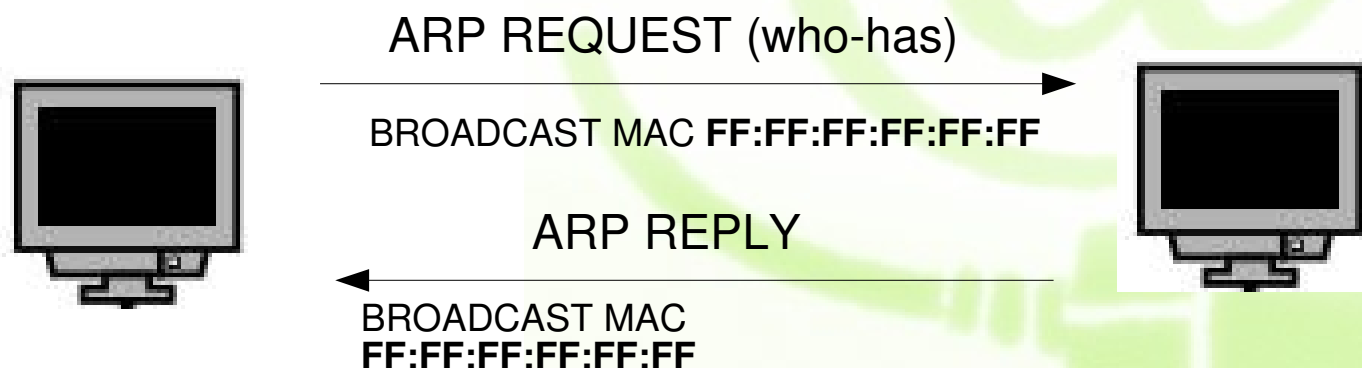 ARP REQUEST (who-has)
BROADCAST MAC FF:FF:FF:FF:FF:FF
ARP REPLY
BROADCAST MAC
FF:FF:FF:FF:FF:FF